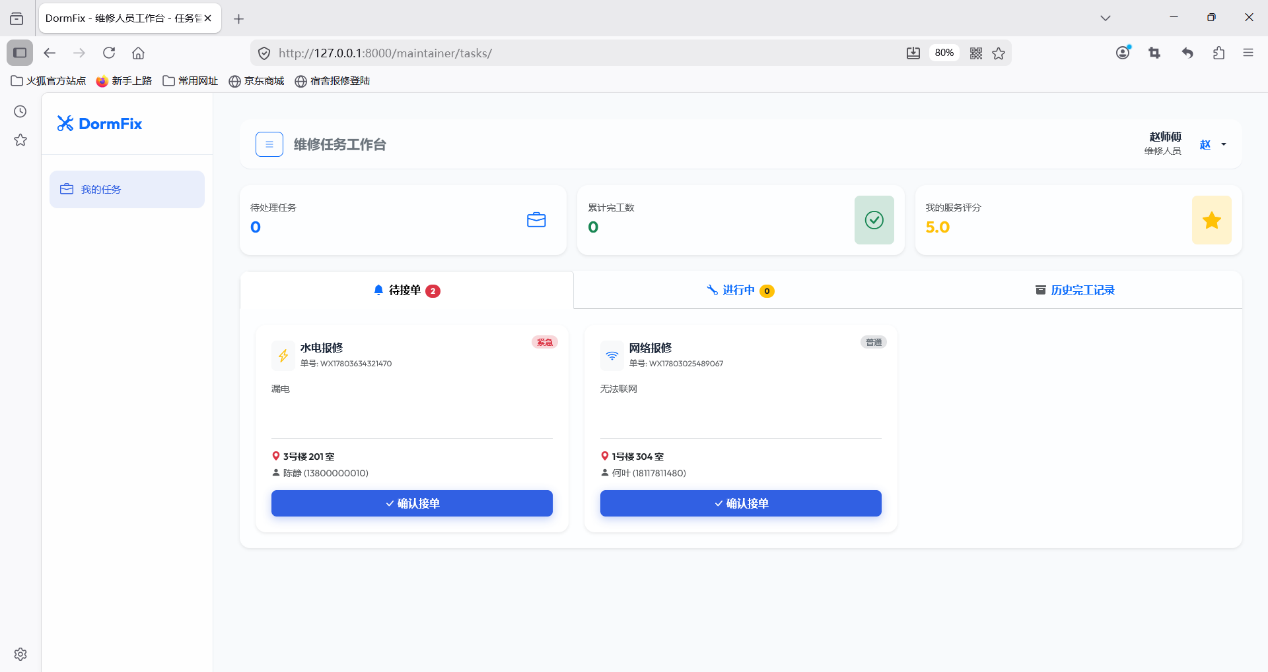 DormFix - 维修人员工作台 - 任务管
http://127.0.0.1:8000/maintainer/tasks/
80%
火狐官方站点 新手上路 常用网址 京东商城 宿舍报修登陆
DormFix
我的任务
维修任务工作台
赵师傅
维修人员
赵
待处理任务
0
累计完工数
0
我的服务评分
5.0
待接单 2
进行中 0
历史完工记录
水电报修
紧急
单号: WX17803634321470
漏电
3号楼 201 室
陈静 (13800000010)
确认接单
网络报修
普通
单号: WX17803025489067
无法联网
1号楼 304 室
何叶 (18117811480)
确认接单